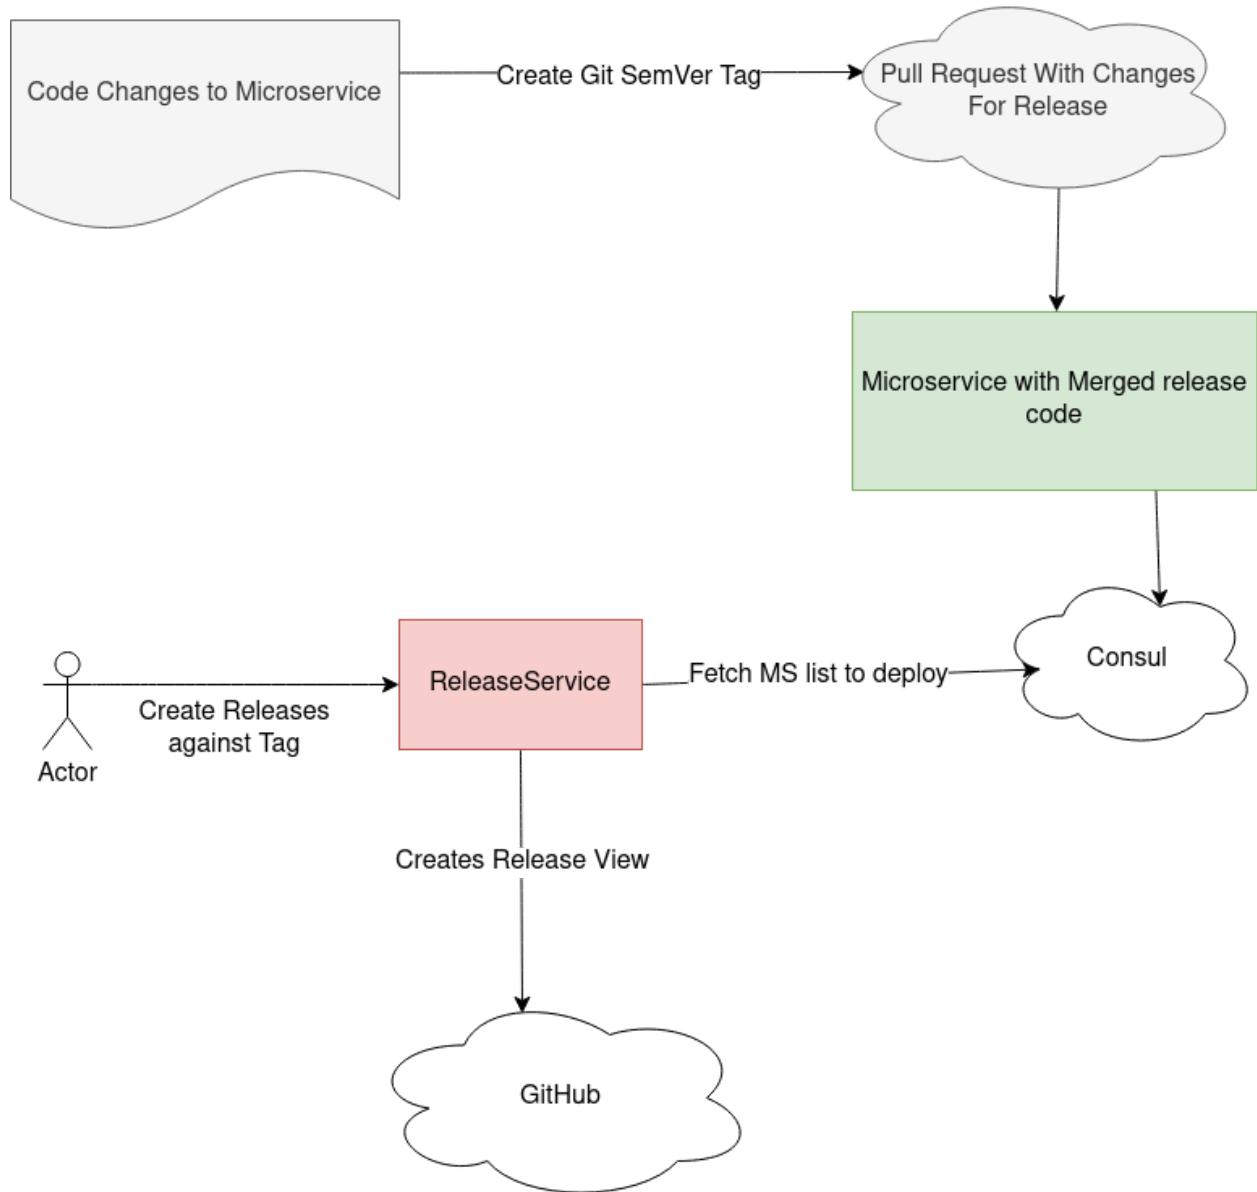 Code Changes to Microservice
Create Git SemVer Tag
Pull Request With Changes
For Release
Microservice with Merged release
code
Consul
Fetch MS list to deploy
ReleaseService
Create Releases
against Tag
Actor
Creates Release View
GitHub